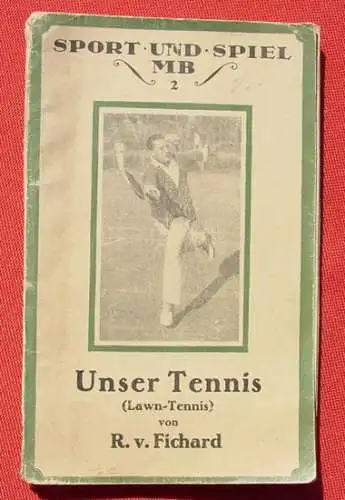 SPORT·UND·SPIEL
MB
2
Unser Tennis
(Lawn-Tennis)
von
R. v. Fichard